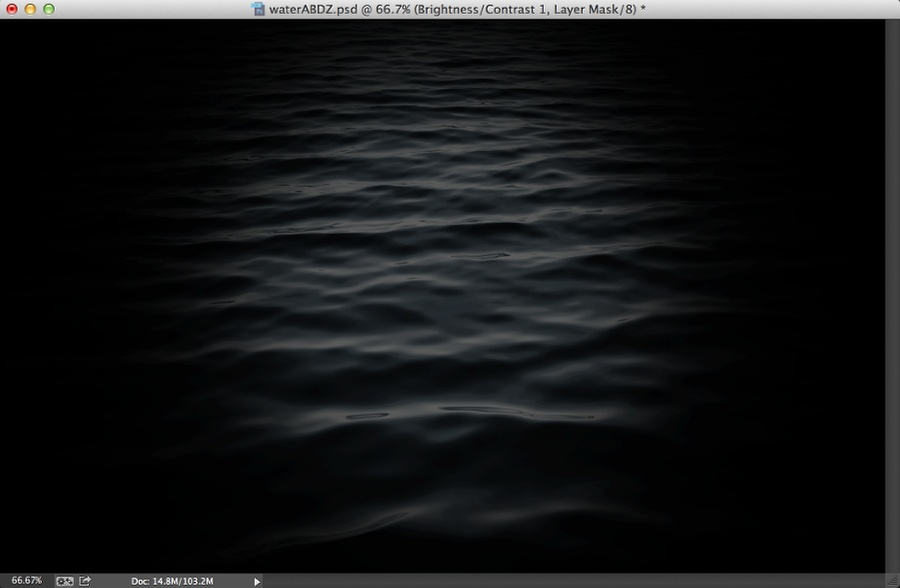 waterABDZ.psd @ 66.7% (Brightness/Contrast 1, Layer Mask/8) *
66.67% Doc: 14.8M/103.2M